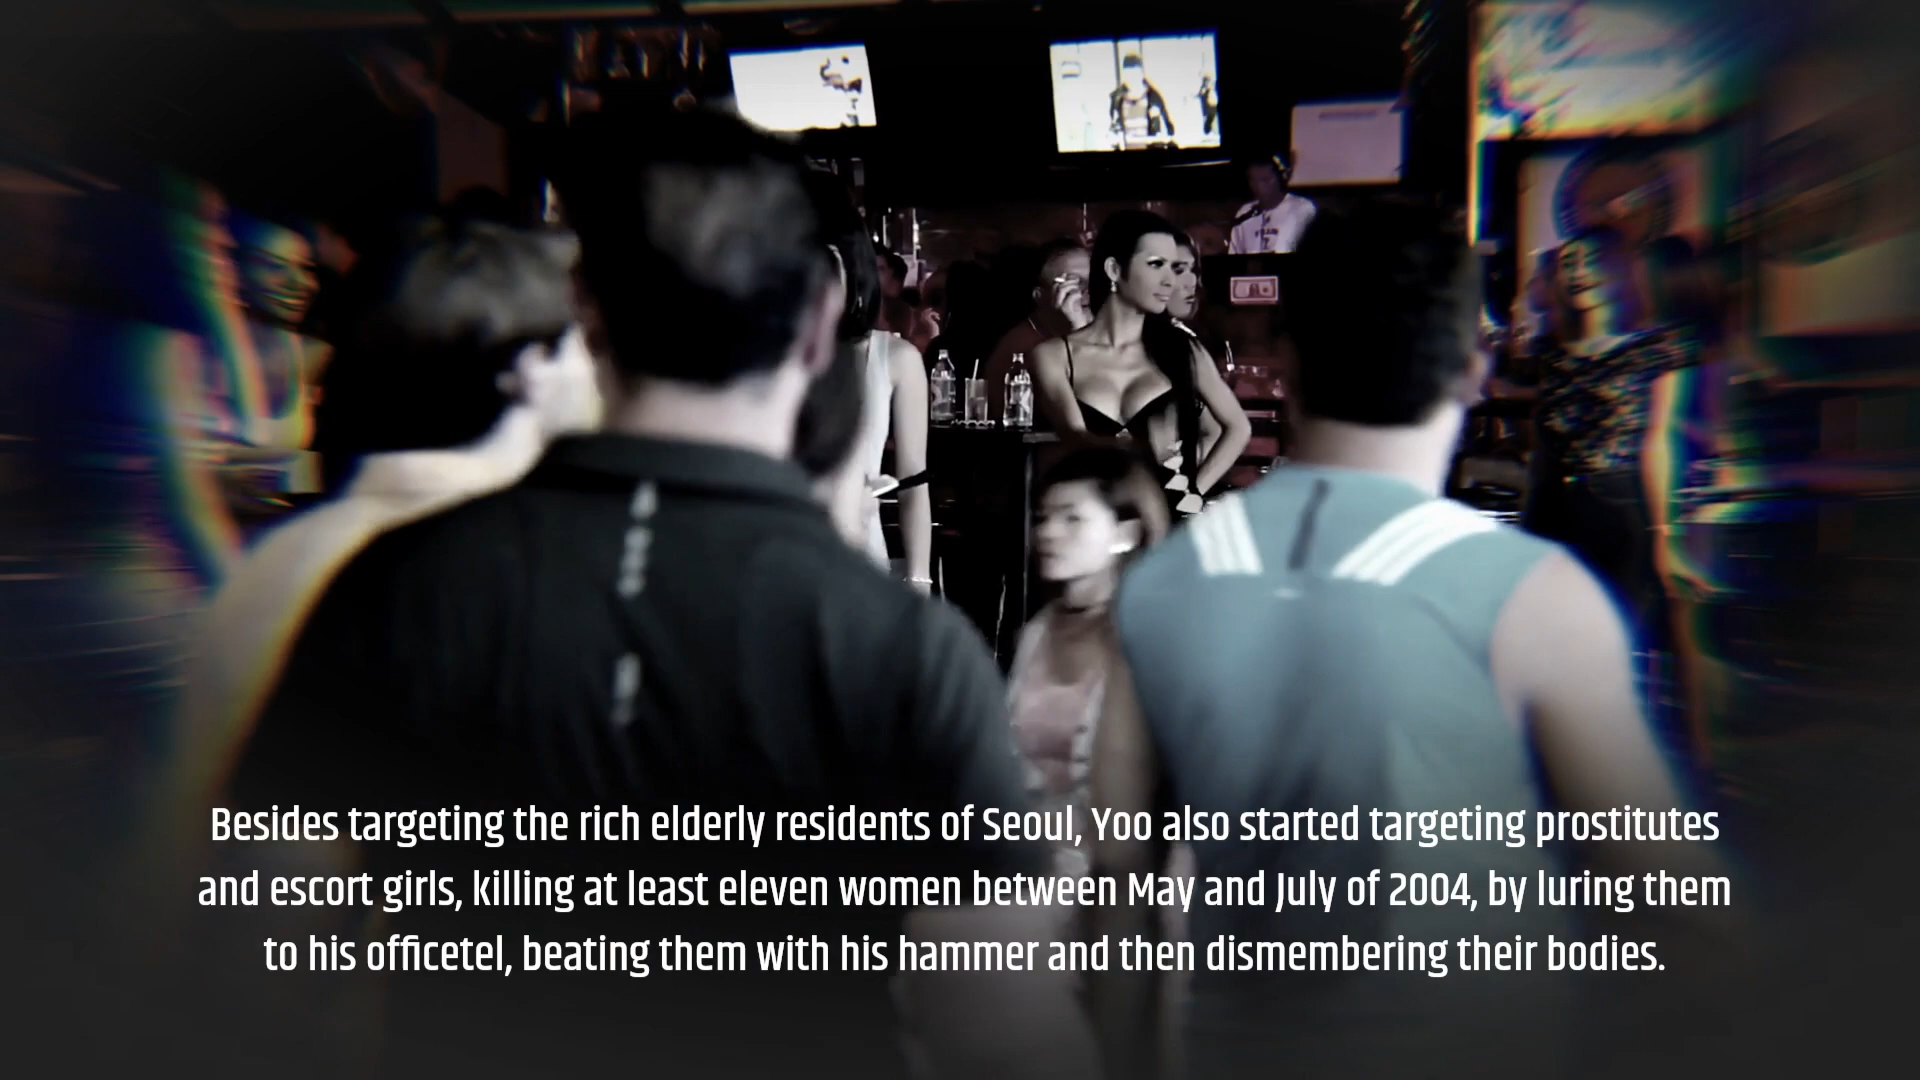 Besides targeting the rich elderly residents of Seoul, Yoo also started targeting prostitutes
and escort girls, killing at least eleven women between May and July of 2004, by luring them
to his officetel, beating them with his hammer and then dismembering their bodies.